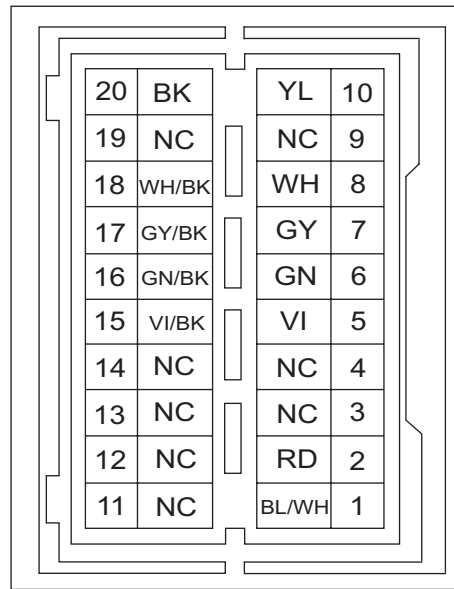 20 BK YL 10
19 NC NC 9
18 WH/BK WH 8
17 GY/BK GY 7
16 GN/BK GN 6
15 VI/BK VI 5
14 NC NC 4
13 NC NC 3
12 NC RD 2
11 NC BL/WH 1